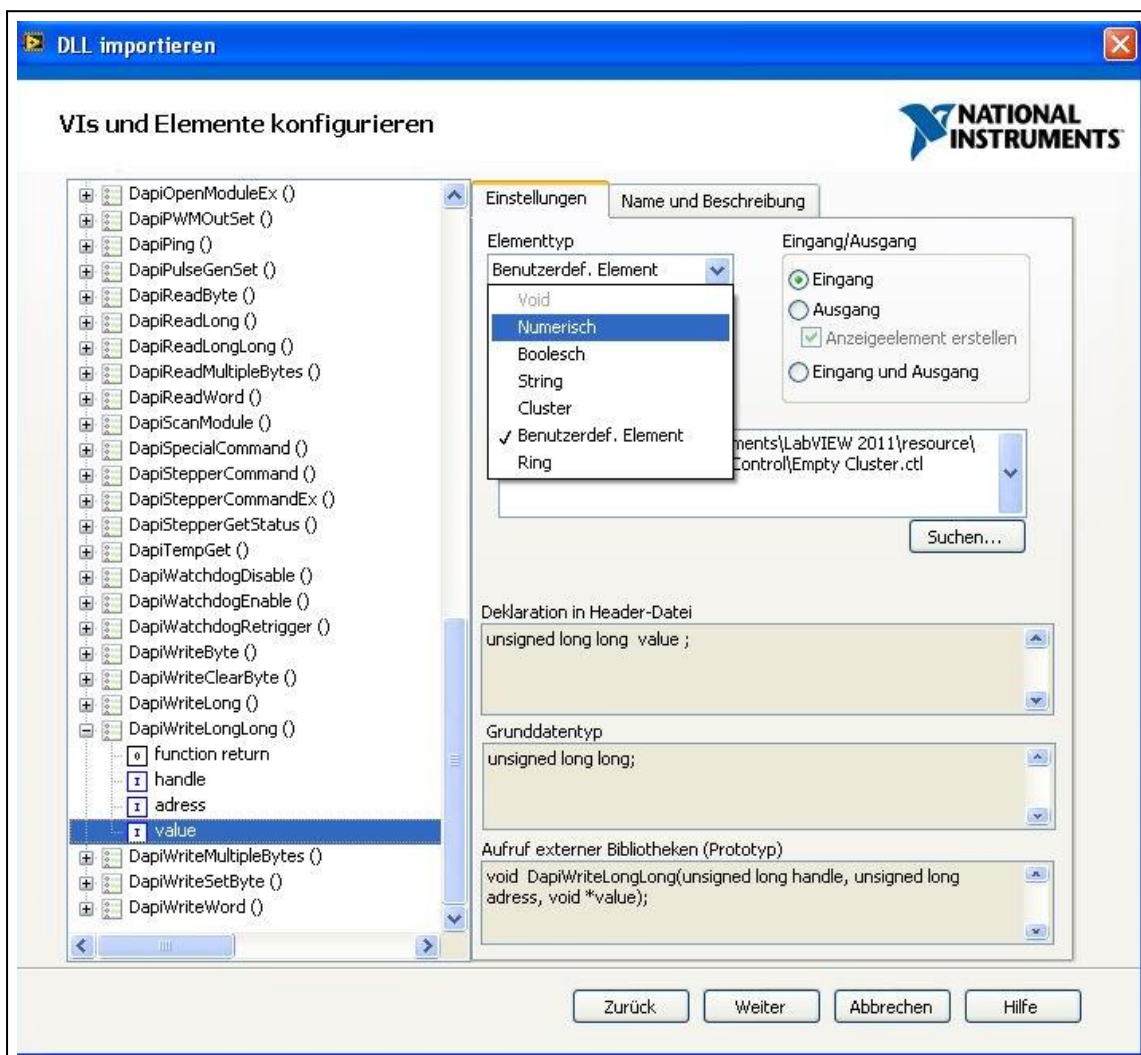 DLL importieren
VIs und Elemente konfigurieren
NATIONAL
INSTRUMENTS
DapiOpenModuleEx ()
DapiPWMOutSet ()
DapiPing ()
DapiPulseGenSet ()
DapiReadByte ()
DapiReadLong ()
DapiReadLongLong ()
DapiReadMultipleBytes ()
DapiReadWord ()
DapiScanModule ()
DapiSpecialCommand ()
DapiStepperCommand ()
DapiStepperCommandEx ()
DapiStepperGetStatus ()
DapiTempGet ()
DapiWatchdogDisable ()
DapiWatchdogEnable ()
DapiWatchdogRetrigger ()
DapiWriteByte ()
DapiWriteClearByte ()
DapiWriteLong ()
DapiWriteLongLong ()
function return
handle
adress
value
DapiWriteMultipleBytes ()
DapiWriteSetByte ()
DapiWriteWord ()
Einstellungen
Name und Beschreibung
Elementtyp
Benutzerdef. Element
Void
Numerisch
Boolesch
String
Cluster
Benutzerdef. Element
Ring
Eingang/Ausgang
Eingang
Ausgang
Anzeigeelement erstellen
Eingang und Ausgang
ments\LabVIEW 2011\resource\
Control\Empty Cluster.ctl
Suchen...
Deklaration in Header-Datei
unsigned long long value ;
Grunddatentyp
unsigned long long;
Aufruf externer Bibliotheken (Prototyp)
void DapiWriteLongLong(unsigned long handle, unsigned long
adress, void *value);
Zurück
Weiter
Abbrechen
Hilfe